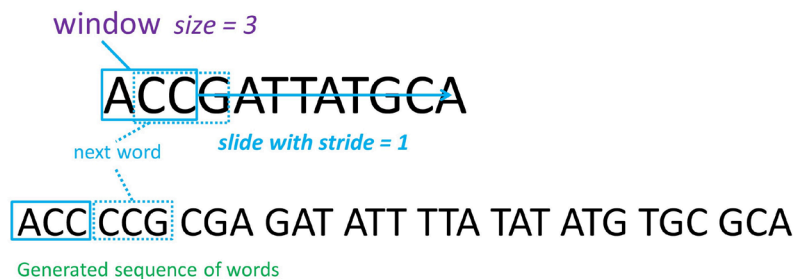 window size = 3
ACCGATTATGCA
next word
slide with stride = 1
ACC CCG CGA GAT ATT TTA TAT ATG TGC GCA
Generated sequence of words